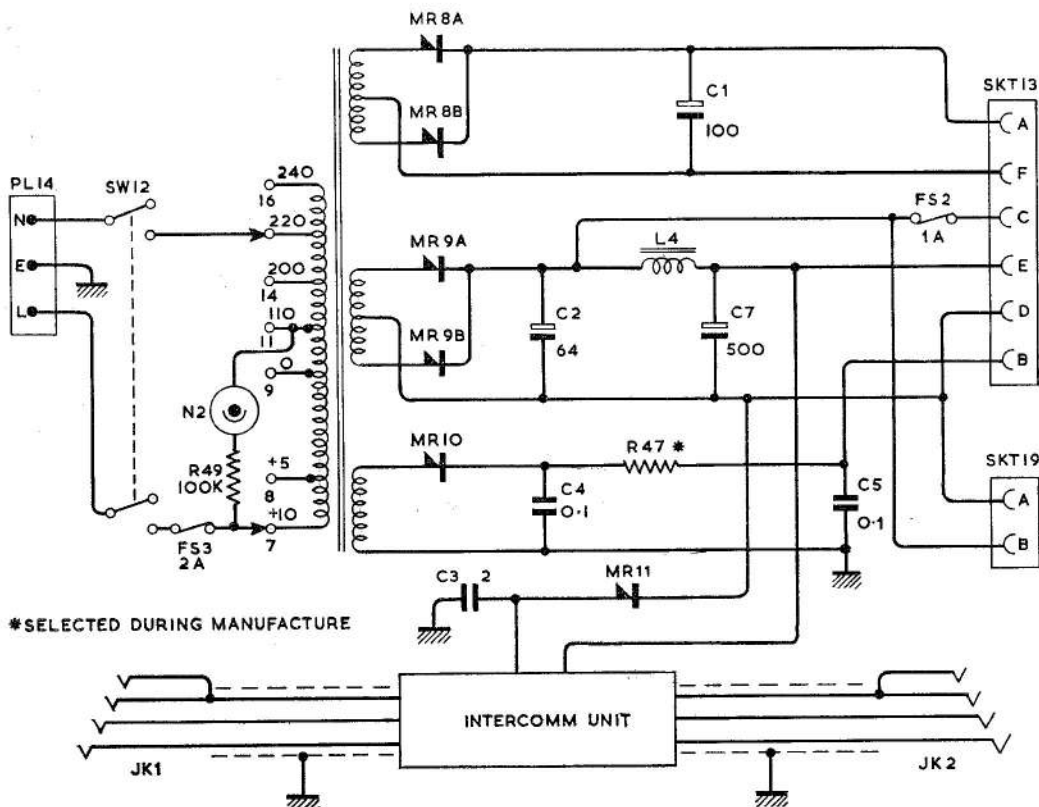 MR8A
MR8B
C1
100
SKT13
A
F
C
E
D
B
FS2
1A
PL14
N
E
L
SW12
240
16
220
200
14
110
11
0
9
+5
8
+10
7
N2
R49
100K
FS3
2A
MR9A
MR9B
C2
64
L4
C7
500
MR10
R47 *
C4
0·1
C5
0·1
SKT19
A
B
C3
2
MR11
*SELECTED DURING MANUFACTURE
INTERCOMM UNIT
JK1
JK2